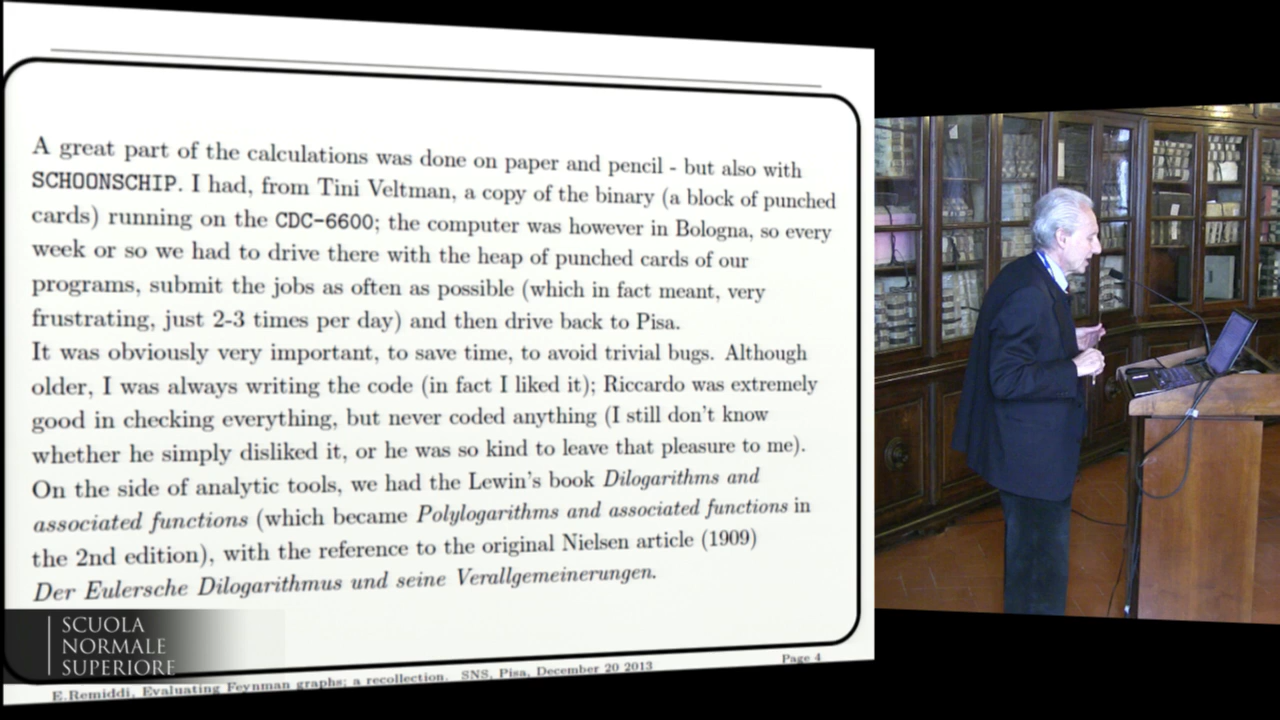 A great part of the calculations was done on paper and pencil - but also with
SCHOONSCHIP. I had, from Tini Veltman, a copy of the binary (a block of punched
cards) running on the CDC-6600; the computer was however in Bologna, so every
week or so we had to drive there with the heap of punched cards of our
programs, submit the jobs as often as possible (which in fact meant, very
frustrating, just 2-3 times per day) and then drive back to Pisa.
It was obviously very important, to save time, to avoid trivial bugs. Although
older, I was always writing the code (in fact I liked it); Riccardo was extremely
good in checking everything, but never coded anything (I still don't know
whether he simply disliked it, or he was so kind to leave that pleasure to me).
On the side of analytic tools, we had the Lewin's book Dilogarithms and
associated functions (which became Polylogarithms and associated functions in
the 2nd edition), with the reference to the original Nielsen article (1909)
Der Eulersche Dilogarithmus und seine Verallgemeinerungen.
SCUOLA
NORMALE
SUPERIORE
E.Remiddi, Evaluating Feynman graphs; a recollection. SNS, Pisa, December 20 2013 Page 4